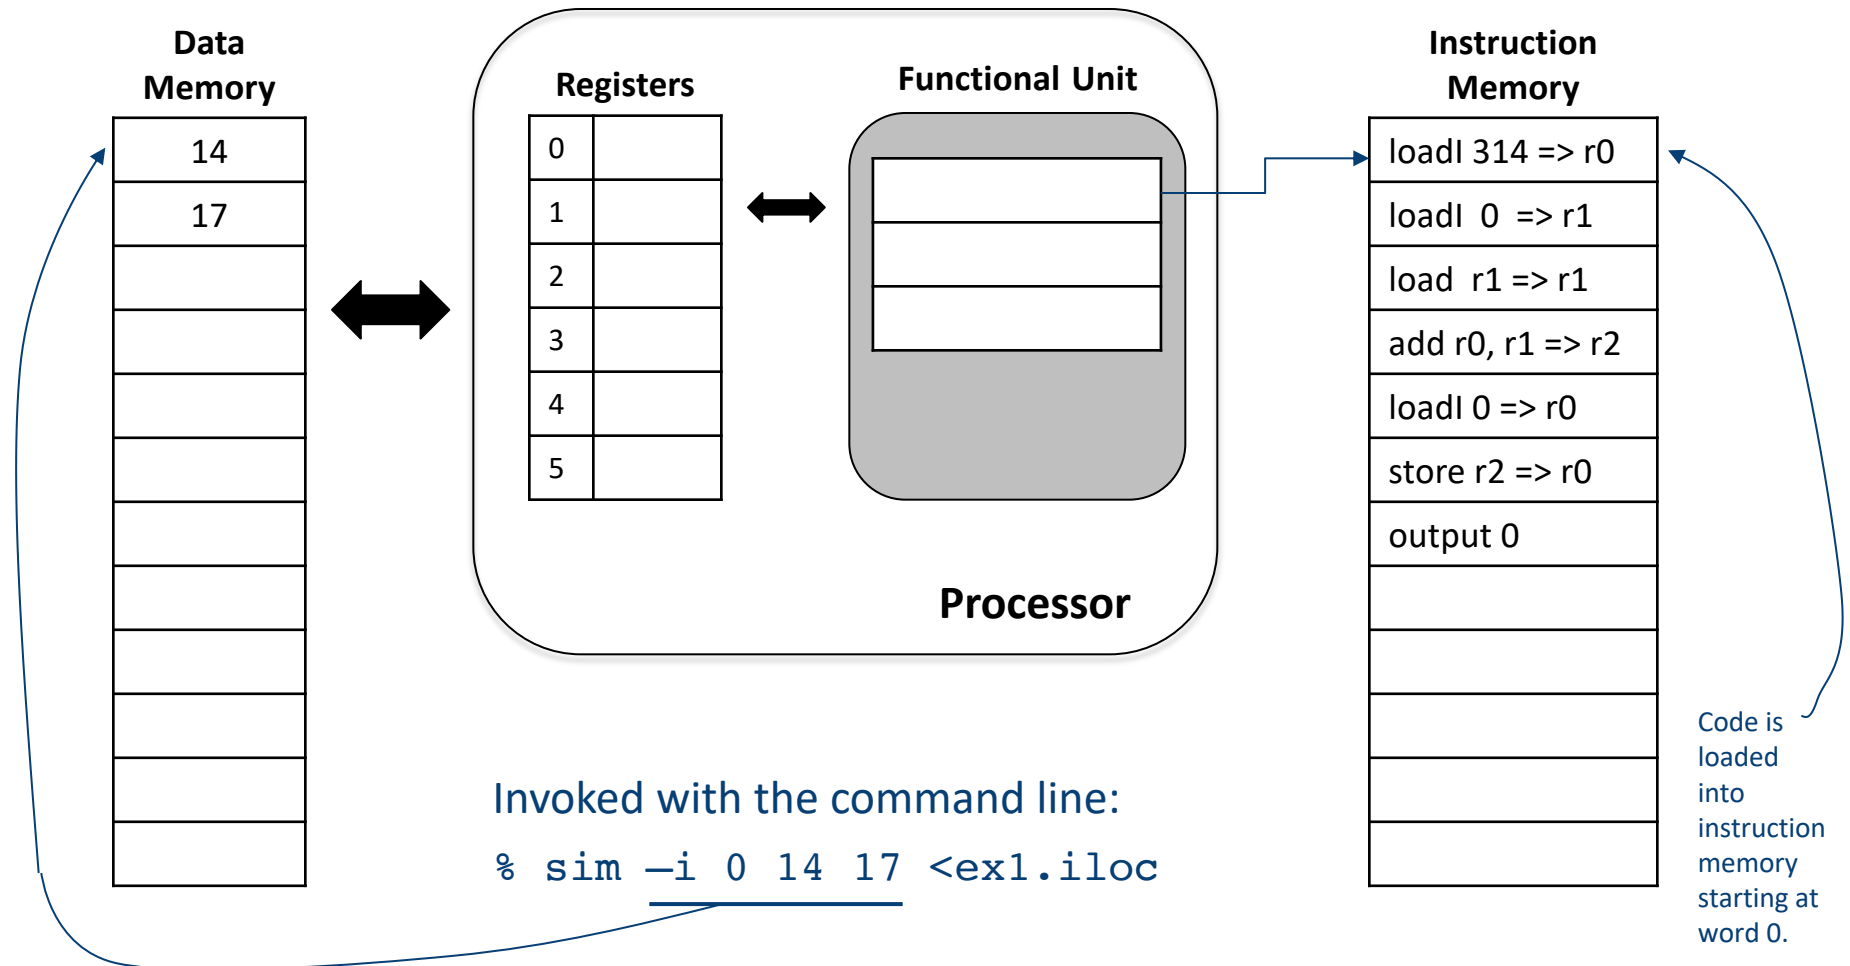 Data
Memory
14
17
Registers
0
1
2
3
4
5
Functional Unit
Processor
Instruction
Memory
loadI 314 => r0
loadI  0  => r1
load  r1 => r1
add r0, r1 => r2
loadI 0 => r0
store r2 => r0
output 0
Invoked with the command line:
% sim –i 0 14 17 <ex1.iloc
Code is
loaded
into
instruction
memory
starting at
word 0.